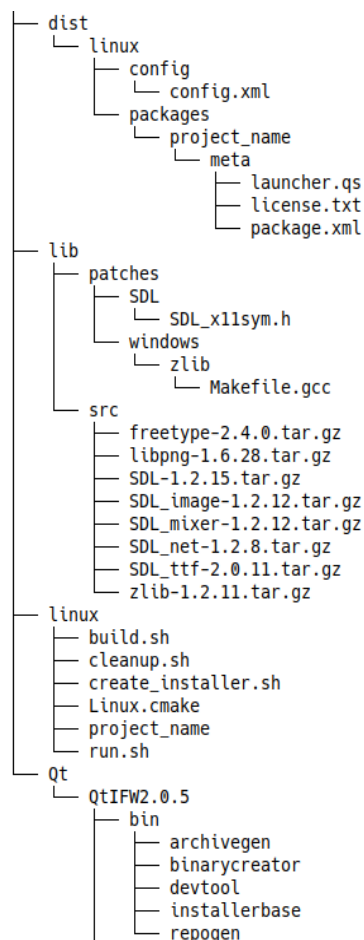 dist
linux
config
config.xml
packages
project_name
meta
launcher.qs
license.txt
package.xml
lib
patches
SDL
SDL_x11sym.h
windows
zlib
Makefile.gcc
src
freetype-2.4.0.tar.gz
libpng-1.6.28.tar.gz
SDL-1.2.15.tar.gz
SDL_image-1.2.12.tar.gz
SDL_mixer-1.2.12.tar.gz
SDL_net-1.2.8.tar.gz
SDL_ttf-2.0.11.tar.gz
zlib-1.2.11.tar.gz
linux
build.sh
cleanup.sh
create_installer.sh
Linux.cmake
project_name
run.sh
Qt
QtIFW2.0.5
bin
archivegen
binarycreator
devtool
installerbase
repogen